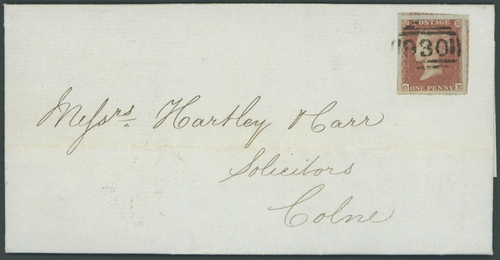 POSTAGE
930
ONE PENNY
Messrs. Hartley & Carr
Solicitors
Colne